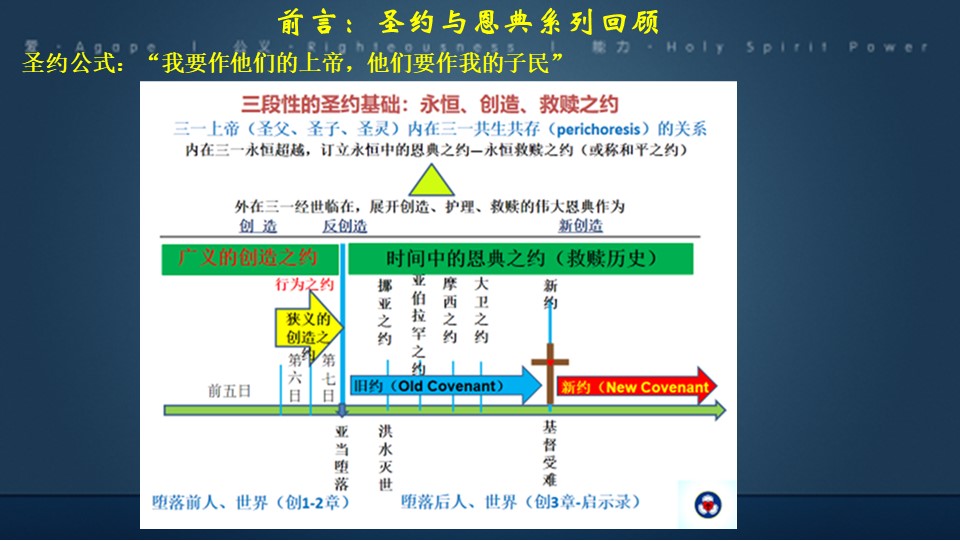 前言：圣约与恩典系列回顾
爱·Agape | 公义·Righteousness | 能力·Holy Spirit Power
圣约公式：“我要作他们的上帝，他们要作我的子民”
三段性的圣约基础：永恒、创造、救赎之约
三一上帝（圣父、圣子、圣灵）内在三一共生共存（perichoresis）的关系
内在三一永恒超越，订立永恒中的恩典之约—永恒救赎之约（或称和平之约）
外在三一经世临在，展开创造、护理、救赎的伟大恩典作为
创 造 反创造 新创造
广义的创造之约 时间中的恩典之约（救赎历史）
行为之约
狭义的创造之约
挪亚之约
亚伯拉罕之约
摩西之约
大卫之约
新约
前五日
第六日
第七日
旧约（Old Covenant）
新约（New Covenant
亚当堕落
洪水灭世
基督受难
堕落前人、世界（创1-2章） 堕落后人、世界（创3章-启示录）